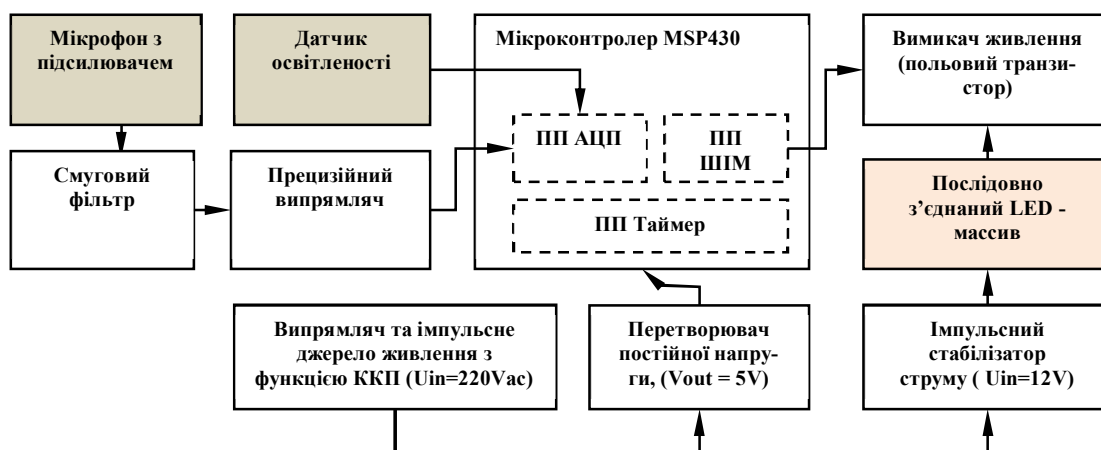 Мікрофон з
підсилювачем
Датчик
освітленості
Мікроконтролер MSP430
Вимикач живлення
(польовий транзи-
стор)
ПП АЦП
ПП
ШІМ
Смуговий
фільтр
Прецизійний
випрямляч
ПП Таймер
Послідовно
з’єднаний LED -
массив
Випрямляч та імпульсне
джерело живлення з
функцією ККП (Uin=220Vac)
Перетворювач
постійної напру-
ги, (Vout = 5V)
Імпульсний
стабілізатор
струму ( Uin=12V)